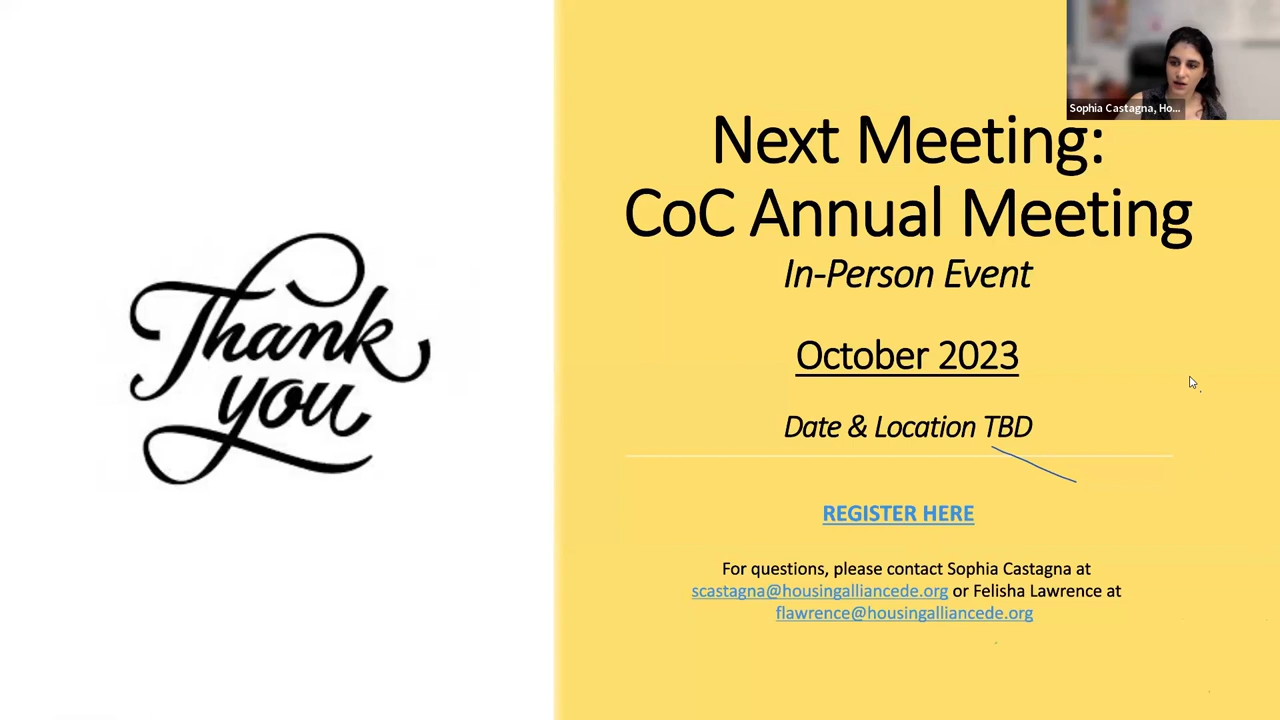 Sophia Castagna, Ho...
Next Meeting:
CoC Annual Meeting
In-Person Event
October 2023
Date & Location TBD
REGISTER HERE
For questions, please contact Sophia Castagna at
scastagna@housingalliancede.org or Felisha Lawrence at
flawrence@housingalliancede.org
Thank
you